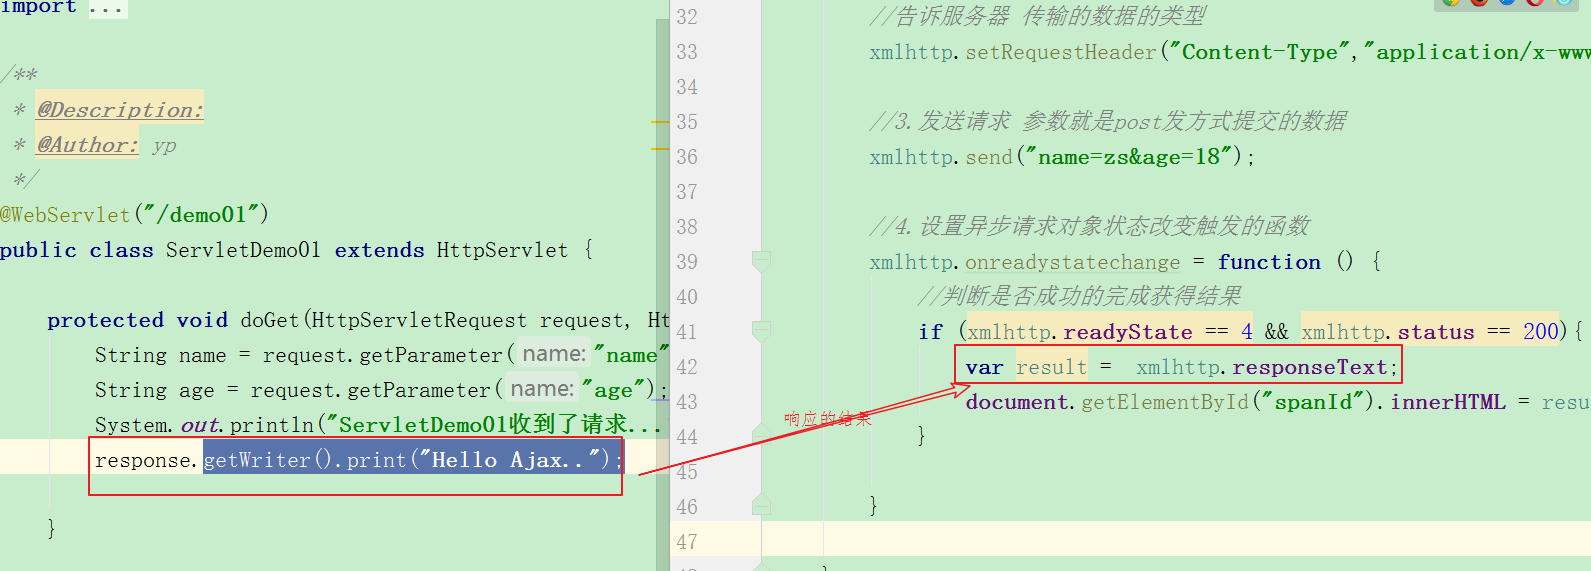 import ...
/**
* @Description:
* @Author: yp
*/
@WebServlet("/demo01")
public class ServletDemo01 extends HttpServlet {
protected void doGet(HttpServletRequest request, Ht
String name = request.getParameter( name: "name"
String age = request.getParameter( name: "age");
System.out.println("ServletDemo01收到了请求...
response.getWriter().print("Hello Ajax..");
}
响应的结果
32 //告诉服务器 传输的数据的类型
33 xmlhttp.setRequestHeader("Content-Type","application/x-www
34
35 //3.发送请求 参数就是post发方式提交的数据
36 xmlhttp.send("name=zs&age=18");
37
38 //4.设置异步请求对象状态改变触发的函数
39 xmlhttp.onreadystatechange = function () {
40 //判断是否成功的完成获得结果
41 if (xmlhttp.readyState == 4 && xmlhttp.status == 200){
42 var result = xmlhttp.responseText;
43 document.getElementById("spanId").innerHTML = resu
44 }
45
46 }
47